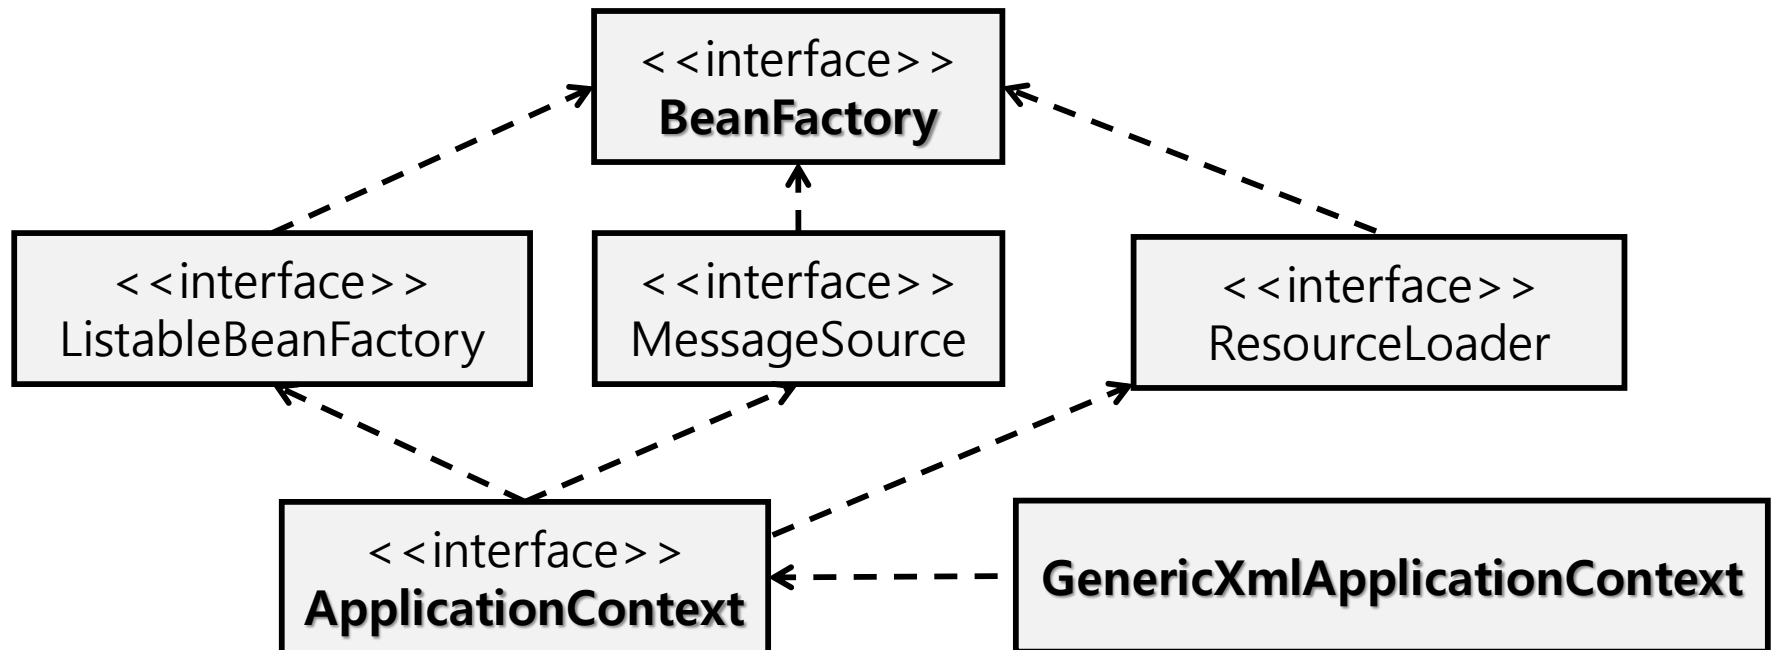 <<interface>>
BeanFactory
<<interface>>
ListableBeanFactory
<<interface>>
MessageSource
<<interface>>
ResourceLoader
<<interface>>
ApplicationContext
GenericXmlApplicationContext